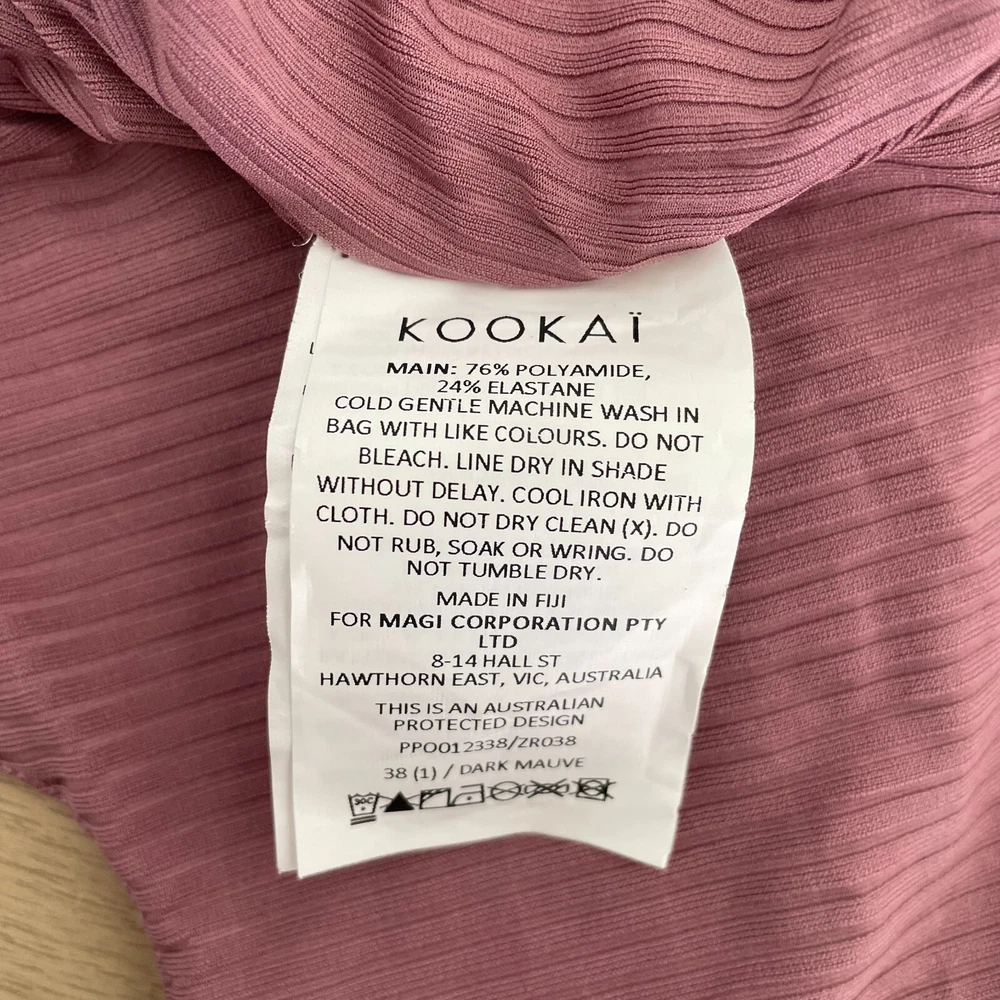 KOOKAÏ
MAIN: 76% POLYAMIDE,
24% ELASTANE
COLD GENTLE MACHINE WASH IN
BAG WITH LIKE COLOURS. DO NOT
BLEACH. LINE DRY IN SHADE
WITHOUT DELAY. COOL IRON WITH
CLOTH. DO NOT DRY CLEAN (X). DO
NOT RUB, SOAK OR WRING. DO
NOT TUMBLE DRY.
MADE IN FIJI
FOR MAGI CORPORATION PTY
LTD
8-14 HALL ST
HAWTHORN EAST, VIC, AUSTRALIA
THIS IS AN AUSTRALIAN
PROTECTED DESIGN
PPO012338/ZR038
38 (1) / DARK MAUVE